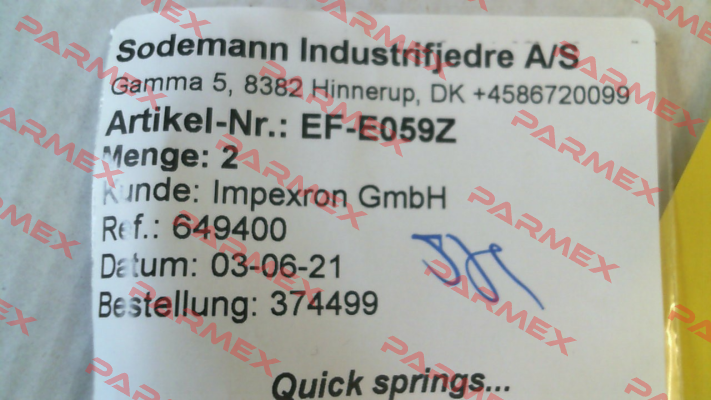 Sodemann Industrifjedre A/S
Gamma 5, 8382 Hinnerup, DK +4586720099
Artikel-Nr.: EF-E059Z
Menge: 2
Kunde: Impexron GmbH
Ref.: 649400
Datum: 03-06-21
Bestellung: 374499
Quick springs...
PARMEX